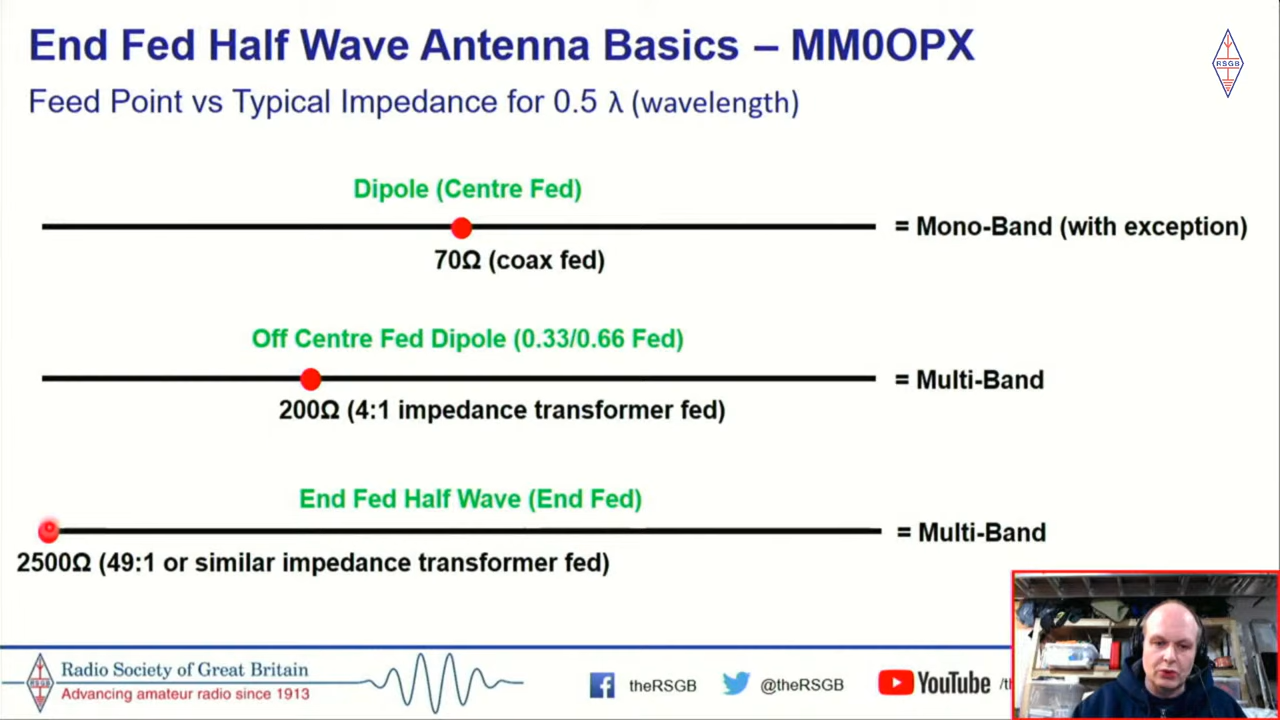 End Fed Half Wave Antenna Basics – MM0OPX
RSGB
Feed Point vs Typical Impedance for 0.5 λ (wavelength)
Dipole (Centre Fed)
= Mono-Band (with exception)
70Ω (coax fed)
Off Centre Fed Dipole (0.33/0.66 Fed)
= Multi-Band
200Ω (4:1 impedance transformer fed)
End Fed Half Wave (End Fed)
= Multi-Band
2500Ω (49:1 or similar impedance transformer fed)
Radio Society of Great Britain
Advancing amateur radio since 1913
theRSGB
@theRSGB
YouTube